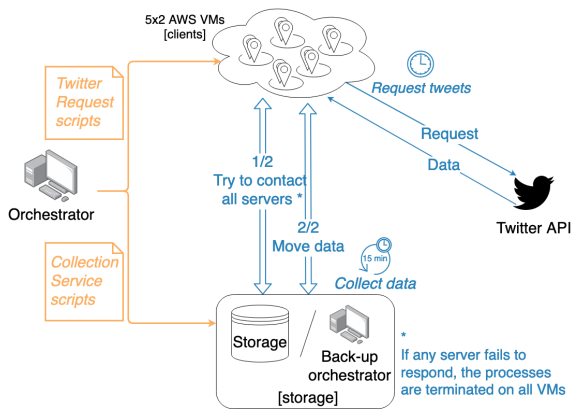 5x2 AWS VMs
[clients]
Twitter
Request
scripts
Request tweets
Request
Data
1/2
Try to contact
all servers *
Orchestrator
Twitter API
2/2
Move data
Collection
Service
scripts
15 min
Collect data
Storage
Back-up
orchestrator
[storage]
*
If any server fails to
respond, the processes
are terminated on all VMs